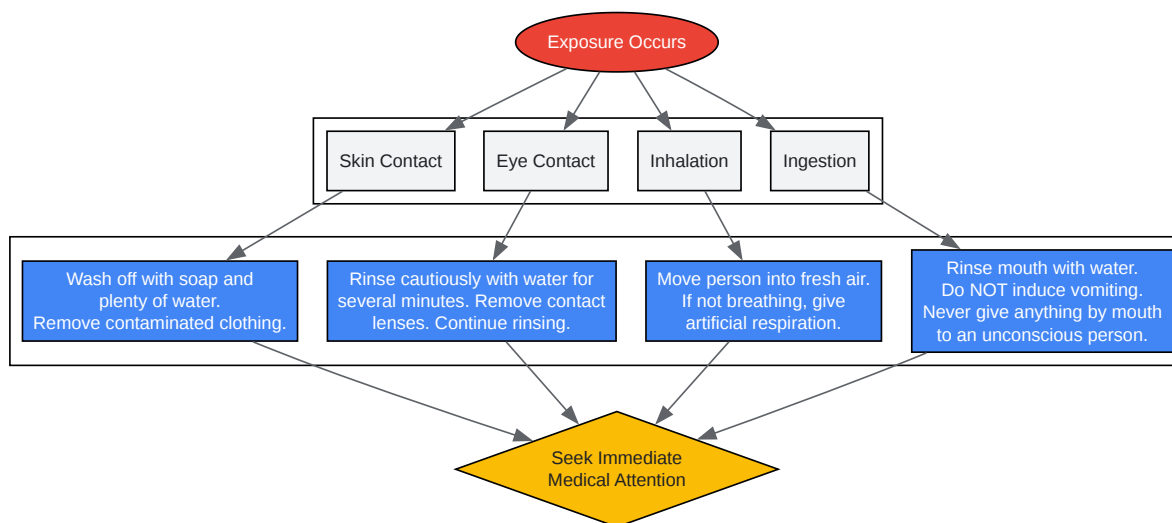 Exposure Occurs
Skin Contact
Eye Contact
Inhalation
Ingestion
Wash off with soap and
plenty of water.
Remove contaminated clothing.
Rinse cautiously with water for
several minutes. Remove contact
lenses. Continue rinsing.
Move person into fresh air.
If not breathing, give
artificial respiration.
Rinse mouth with water.
Do NOT induce vomiting.
Never give anything by mouth
to an unconscious person.
Seek Immediate
Medical Attention